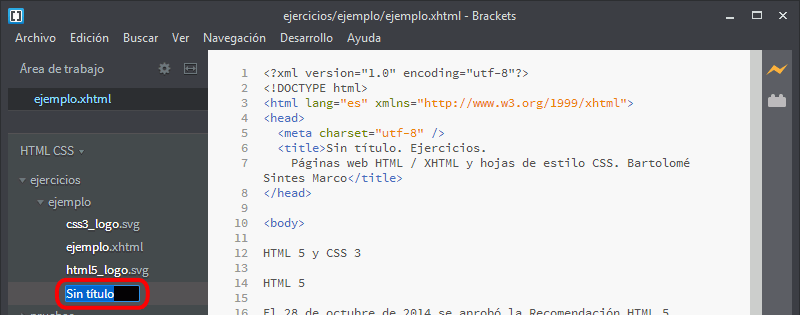 ejercicios/ejemplo/ejemplo.xhtml - Brackets
Archivo Edición Buscar Ver Navegación Desarrollo Ayuda
Área de trabajo
ejemplo.xhtml
HTML CSS
ejercicios
ejemplo
css3_logo.svg
ejemplo.xhtml
html5_logo.svg
Sin título
1 <?xml version="1.0" encoding="utf-8"?>
2 <!DOCTYPE html>
3 <html lang="es" xmlns="http://www.w3.org/1999/xhtml">
4 <head>
5 <meta charset="utf-8" />
6 <title>Sin título. Ejercicios.
7 Páginas web HTML / XHTML y hojas de estilo CSS. Bartolomé
Sintes Marco</title>
8 </head>
9
10 <body>
11
12 HTML 5 y CSS 3
13
14 HTML 5
15
16 El 28 de octubre de 2014 se aprobó la Recomendación HTML 5.